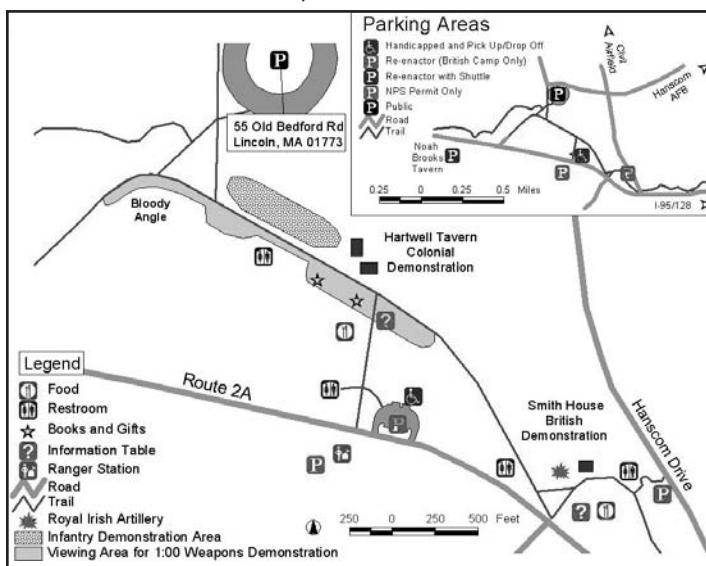 Parking Areas
Handicapped and Pick Up/Drop Off
Re-enactor (British Camp Only)
Re-enactor with Shuttle
NPS Permit Only
Public
Road
Trail
Civil
Airfield
Hanscom
AFB
P
P
P
P
P
Noah
Brooks
Tavern
P
P
P
0.25 0 0.25 0.5
Miles
I-95/128
P
55 Old Bedford Rd
Lincoln, MA 01773
Bloody
Angle
Hartwell Tavern
Colonial
Demonstration
?
Route 2A
P
P
Hanscom Drive
Smith House
British
Demonstration
?
P
250 0 250 500 Feet
Legend
Food
Restroom
Books and Gifts
? Information Table
Ranger Station
Road
Trail
Royal Irish Artillery
Infantry Demonstration Area
Viewing Area for 1:00 Weapons Demonstration